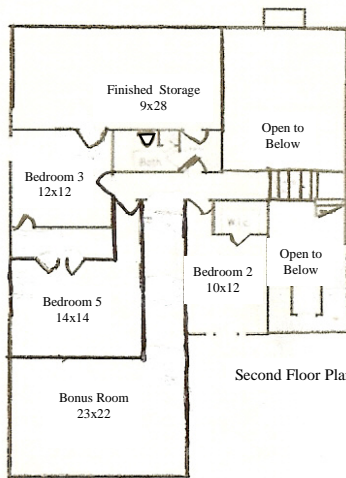 Finished Storage
9x28
Open to
Below
Bath
Bedroom 3
12x12
W.I.C
Bedroom 2
10x12
Open to
Below
Bedroom 5
14x14
Second Floor Pla
Bonus Room
23x22